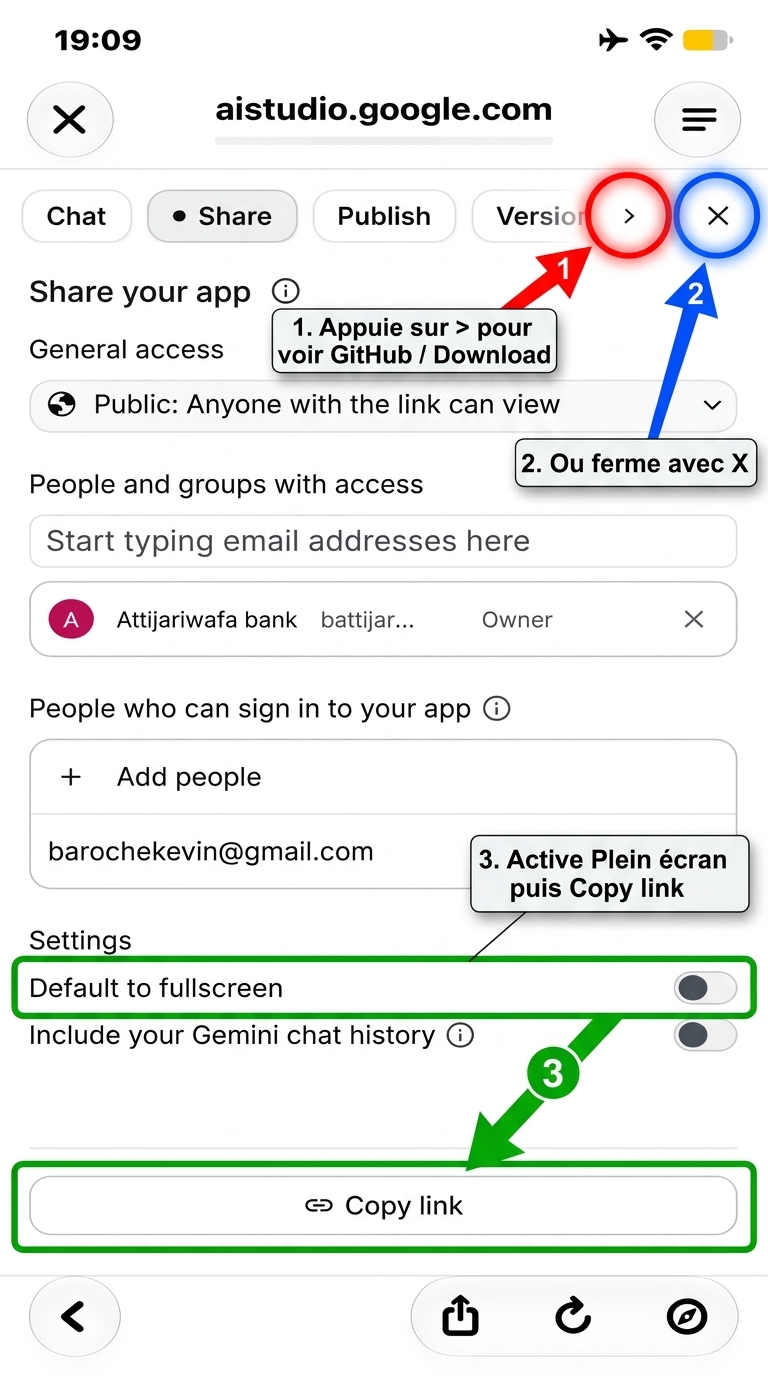 19:09
aistudio.google.com
Chat
Share
Publish
Version
1
2
Share your app
1. Appuie sur > pour
voir GitHub / Download
General access
Public: Anyone with the link can view
2. Ou ferme avec X
People and groups with access
Start typing email addresses here
A Attijariwafa bank battijar... Owner
People who can sign in to your app
+ Add people
barochekevin@gmail.com
3. Active Plein écran
puis Copy link
Settings
Default to fullscreen
Include your Gemini chat history
3
Copy link